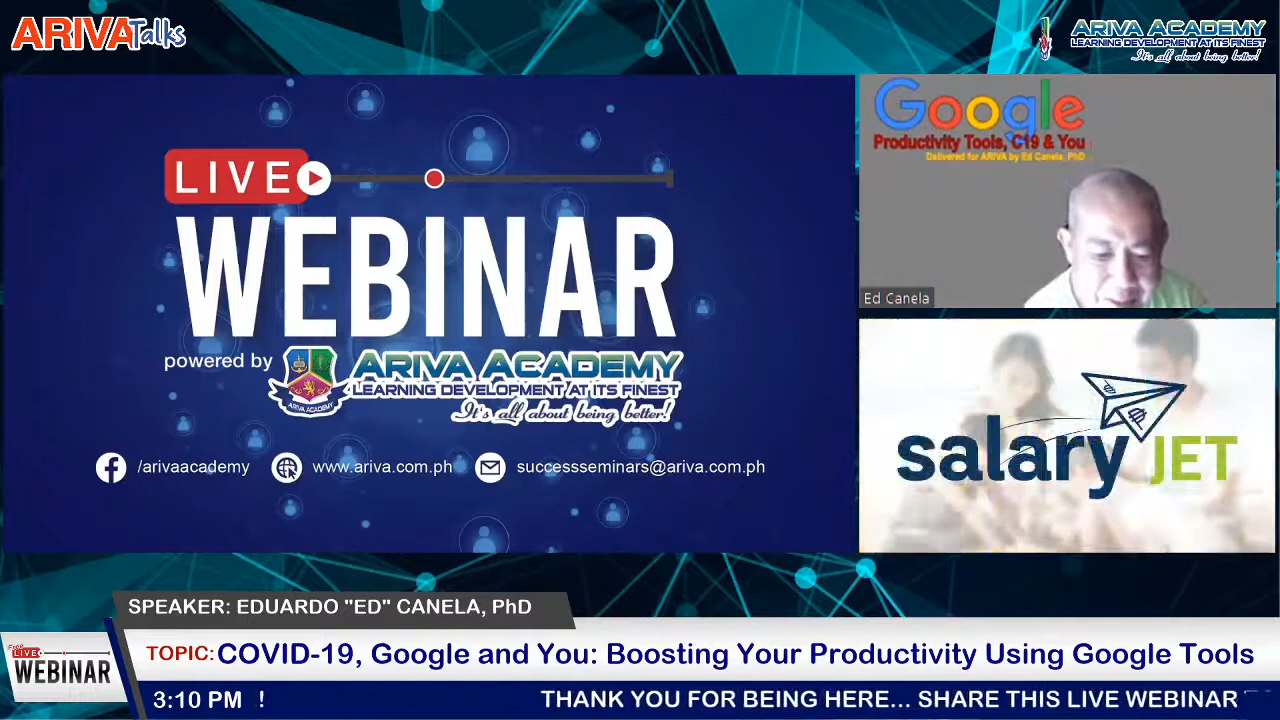 ARIVATalks
ARIVA ACADEMY
LEARNING DEVELOPMENT AT ITS FINEST
It's all about being better!
LIVE
WEBINAR
powered by
ARIVA ACADEMY
ARIVA ACADEMY
LEARNING DEVELOPMENT AT ITS FINEST
It's all about being better!
/arivaacademy www.ariva.com.ph successseminars@ariva.com.ph
Google
Productivity Tools, C19 & You
Delivered for ARIVA by Ed Canela, PhD
Ed Canela
salary JET
SPEAKER: EDUARDO "ED" CANELA, PhD
Free LIVE
WEBINAR
TOPIC: COVID-19, Google and You: Boosting Your Productivity Using Google Tools
3:10 PM ! THANK YOU FOR BEING HERE... SHARE THIS LIVE WEBINAR